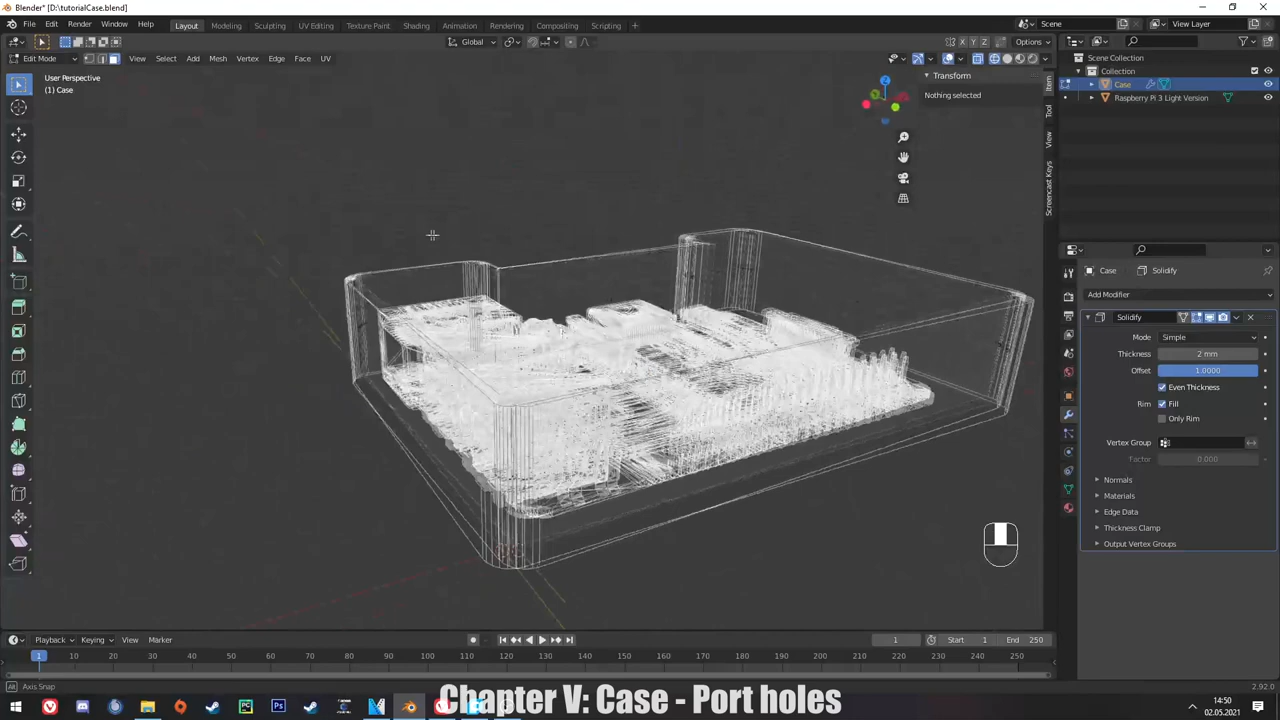 Blender* [D:\tutorialCase.blend]
File Edit Render Window Help Layout Modeling Sculpting UV Editing Texture Paint Shading Animation Rendering Compositing Scripting + Scene View Layer
Global X Y Z Options
Edit Mode View Select Add Mesh Vertex Edge Face UV
User Perspective
(1) Case
Transform
Nothing selected
Item
Tool
View
Screencast Keys
Scene Collection
Collection
Case
Raspberry Pi 3 Light Version
Case Solidify
Add Modifier
Solidify
Mode Simple
Thickness 2 mm
Offset 1.0000
Even Thickness
Rim Fill
Only Rim
Vertex Group
Factor 0.000
Normals
Materials
Edge Data
Thickness Clamp
Output Vertex Groups
Playback Keying View Marker 1 Start 1 End 250
1 10 20 30 40 50 60 70 80 90 100 110 120 130 140 150 160 170 180 190 200 210 220 230 240 250
Axis Snap 2.92.0
Chapter V: Case - Port holes
14:50
02.05.2021